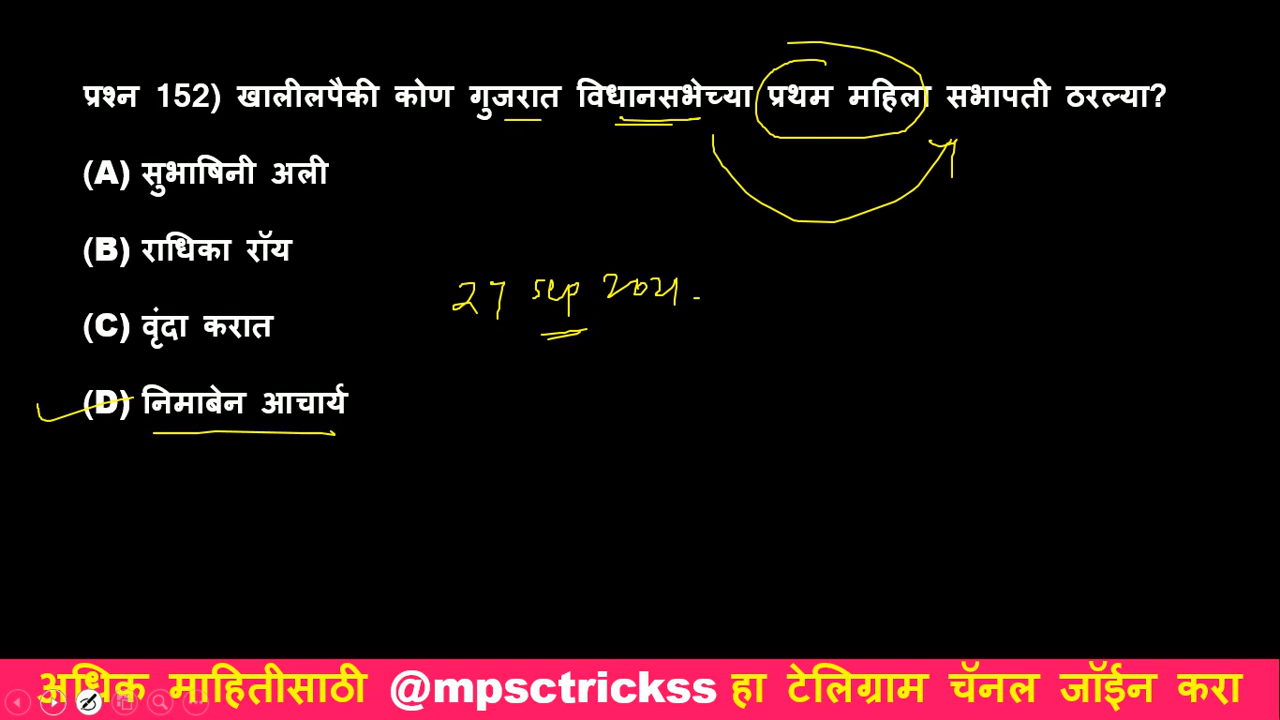 प्रश्न 152) खालीलपैकी कोण गुजरात विधानसभेच्या प्रथम महिला सभापती ठरल्या?
(A) सुभाषिनी अली
(B) राधिका रॉय
27 sep 2021
(C) वृंदा करात
(D) निमाबेन आचार्य
अधिक माहितीसाठी @mpsctrickss हा टेलिग्राम चॅनल जॉईन करा